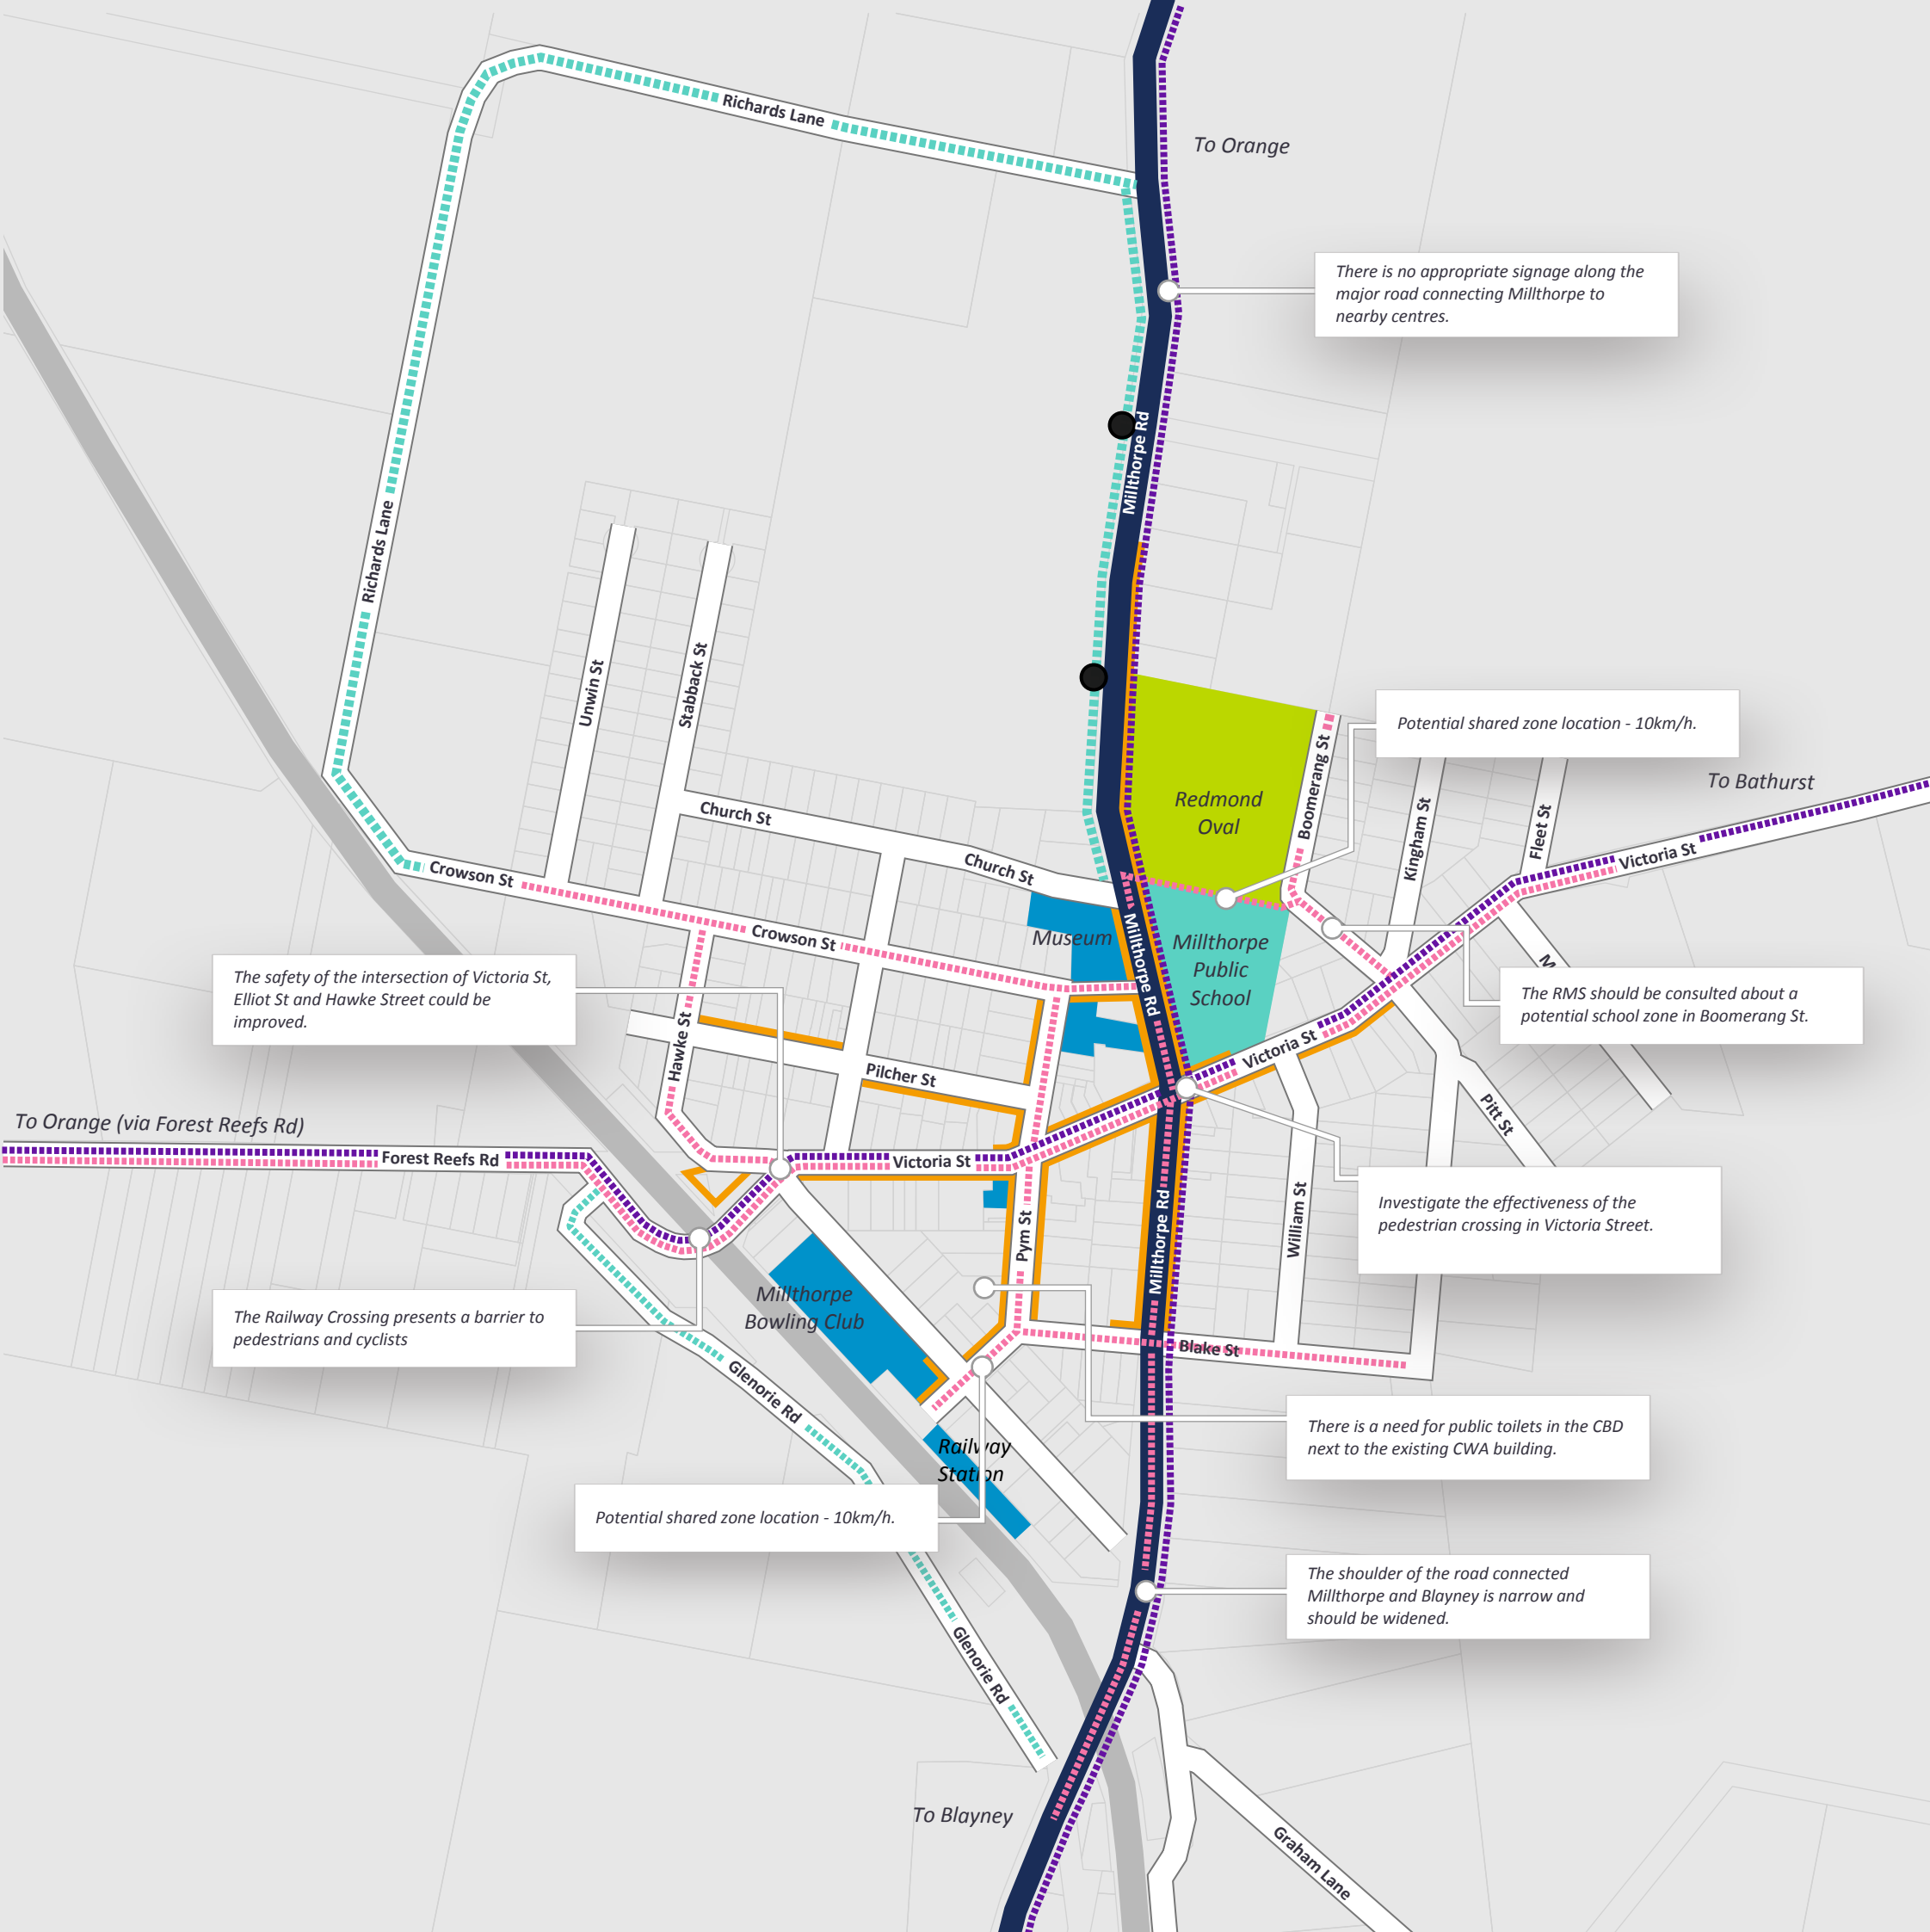 Richards Lane
To Orange
There is no appropriate signage along the
major road connecting Millthorpe to
nearby centres.
Millthorpe Rd
Richards Lane
Unwin St
Stabback St
Potential shared zone location - 10km/h.
Boomerang St
To Bathurst
Redmond
Oval
Church St
Church St
Kingham St
Fleet St
Victoria St
Crowson St
Crowson St
Museum
Millthorpe Rd
Millthorpe
Public
School
M
The safety of the intersection of Victoria St,
Elliot St and Hawke Street could be
improved.
The RMS should be consulted about a
potential school zone in Boomerang St.
Hawke St
Pilcher St
Victoria St
Pitt St
To Orange (via Forest Reefs Rd)
Forest Reefs Rd
Victoria St
Investigate the effectiveness of the
pedestrian crossing in Victoria Street.
Pym St
Millthorpe Rd
William St
Millthorpe
Bowling Club
The Railway Crossing presents a barrier to
pedestrians and cyclists
Blake St
Glenorie Rd
There is a need for public toilets in the CBD
next to the existing CWA building.
Railway
Station
Potential shared zone location - 10km/h.
The shoulder of the road connected
Millthorpe and Blayney is narrow and
should be widened.
Glenorie Rd
To Blayney
Graham Lane